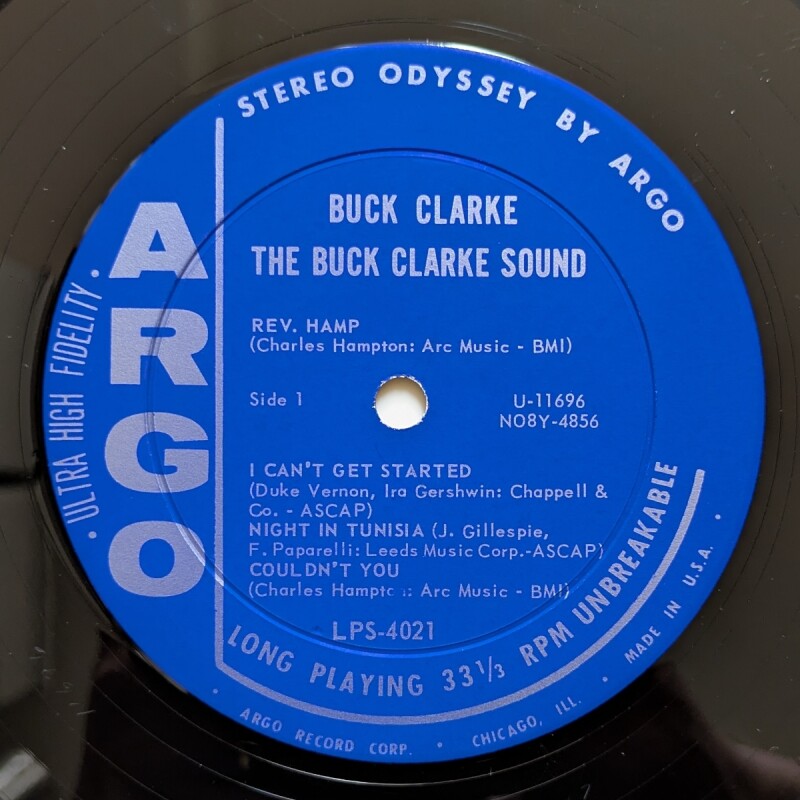 STEREO ODYSSEY BY ARGO
ARGO
• ULTRA HIGH FIDELITY •
BUCK CLARKE
THE BUCK CLARKE SOUND
REV. HAMP
(Charles Hampton: Arc Music - BMI)
Side 1
U-11696
NO8Y-4856
I CAN'T GET STARTED
(Duke Vernon, Ira Gershwin: Chappell &
Co. - ASCAP)
NIGHT IN TUNISIA (J. Gillespie,
F. Paparelli: Leeds Music Corp.-ASCAP)
COULDN'T YOU
(Charles : Arc Music - BMI)
LPS-4021
LONG PLAYING 33⅓ RPM UNBREAKABLE
• ARGO RECORD CORP. • CHICAGO, ILL. • MADE IN U.S.A. •